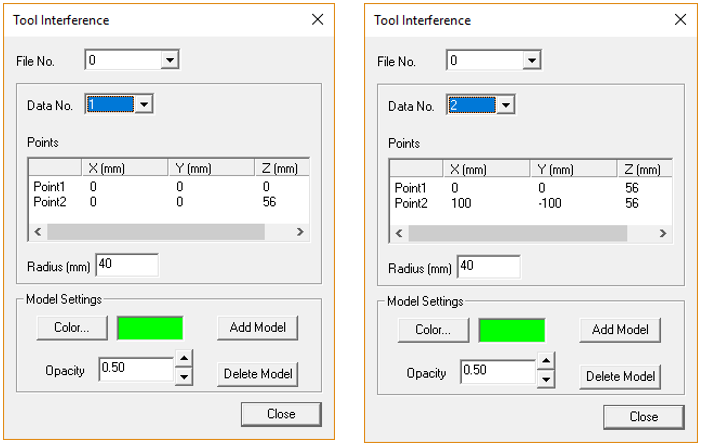 Tool Interference
File No. 0
Data No. 1
Points
X (mm) Y (mm) Z (mm)
Point1 0 0 0
Point2 0 0 56
Radius (mm) 40
Model Settings
Color... Add Model
Opacity 0.50 Delete Model
Close
Tool Interference
File No. 0
Data No. 2
Points
X (mm) Y (mm) Z (mm)
Point1 0 0 56
Point2 100 -100 56
Radius (mm) 40
Model Settings
Color... Add Model
Opacity 0.50 Delete Model
Close